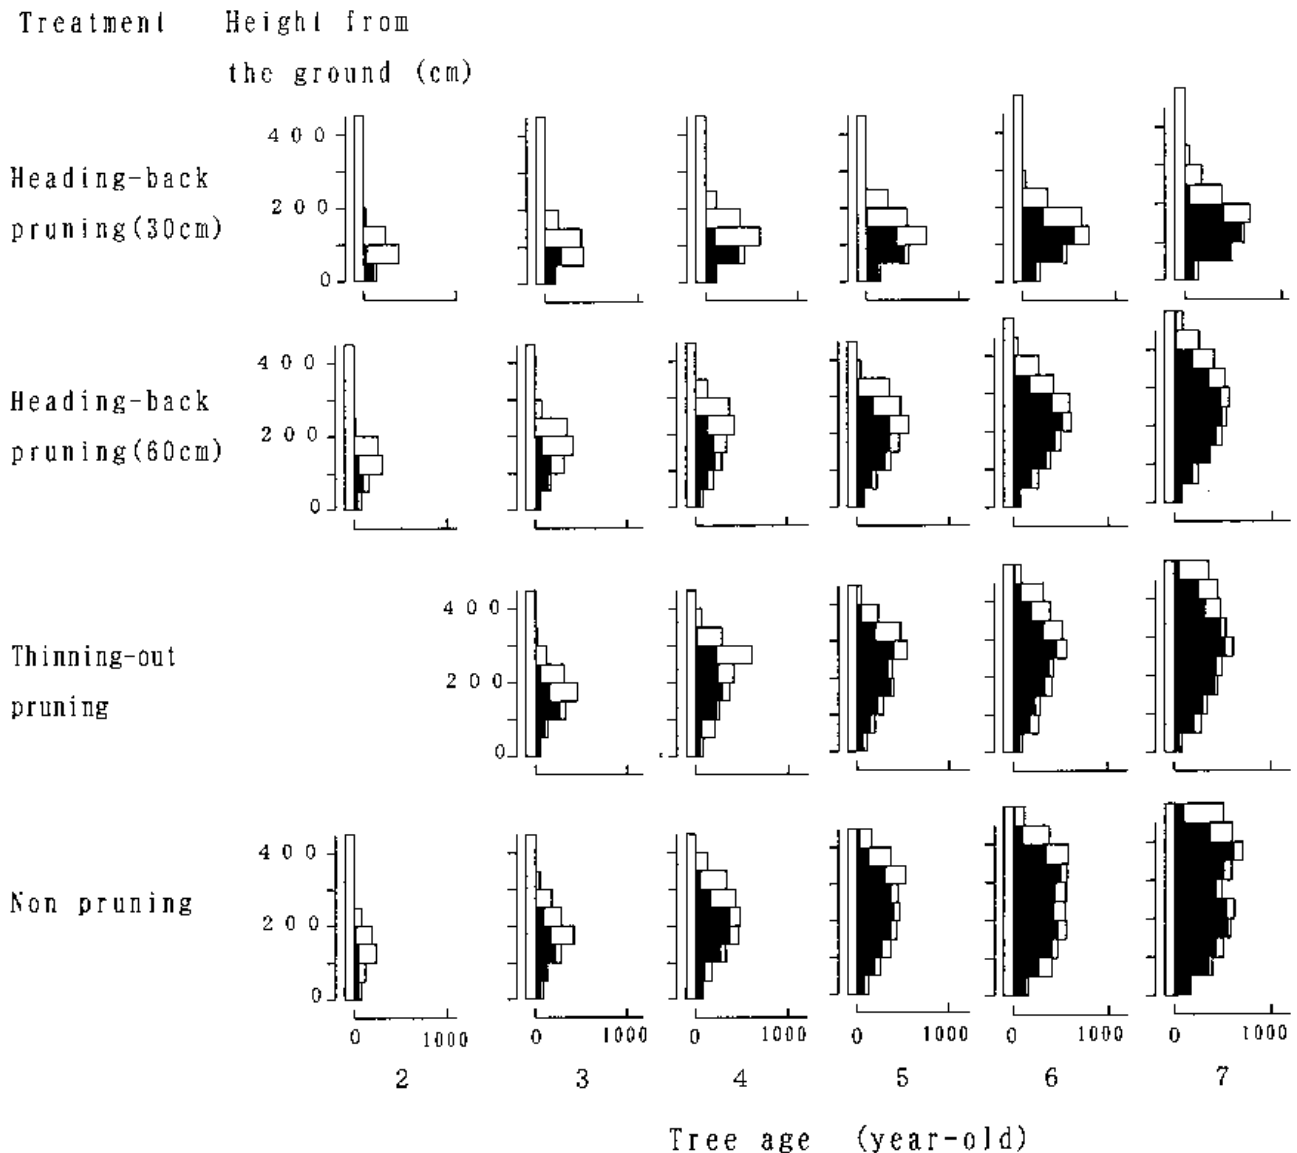 Treatment Height from
the ground (cm)
Heading-back
pruning(30cm)
400
200
0
Heading-back
pruning(60cm)
400
200
0
Thinning-out
pruning
400
200
0
Non pruning
400
200
0
0 1000 0 1000 0 1000 0 1000 0 1000 0 1000
2 3 4 5 6 7
Tree age (year-old)